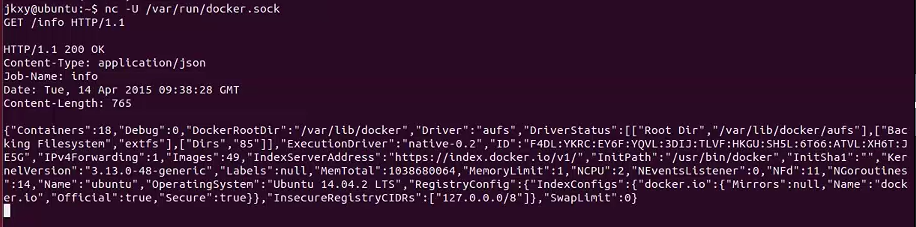 jkxy@ubuntu:~$ nc -U /var/run/docker.sock
GET /info HTTP/1.1

HTTP/1.1 200 OK
Content-Type: application/json
Job-Name: info
Date: Tue, 14 Apr 2015 09:38:28 GMT
Content-Length: 765

{"Containers":18,"Debug":0,"DockerRootDir":"/var/lib/docker","Driver":"aufs","DriverStatus":[["Root Dir","/var/lib/docker/aufs"],["Bac
king Filesystem","extfs"],["Dirs","85"]],"ExecutionDriver":"native-0.2","ID":"F4DL:YKRC:EY6F:YQVL:3DIJ:TLVF:HKGU:SH5L:6T66:ATVL:XH6T:J
E5G","IPv4Forwarding":1,"Images":49,"IndexServerAddress":"https://index.docker.io/v1/","InitPath":"/usr/bin/docker","InitSha1":"","Ker
nelVersion":"3.13.0-48-generic","Labels":null,"MemTotal":1038680064,"MemoryLimit":1,"NCPU":2,"NEventsListener":0,"NFd":11,"NGoroutines
":14,"Name":"ubuntu","OperatingSystem":"Ubuntu 14.04.2 LTS","RegistryConfig":{"IndexConfigs":{"docker.io":{"Mirrors":null,"Name":"dock
er.io","Official":true,"Secure":true}},"InsecureRegistryCIDRs":["127.0.0.0/8"]},"SwapLimit":0}